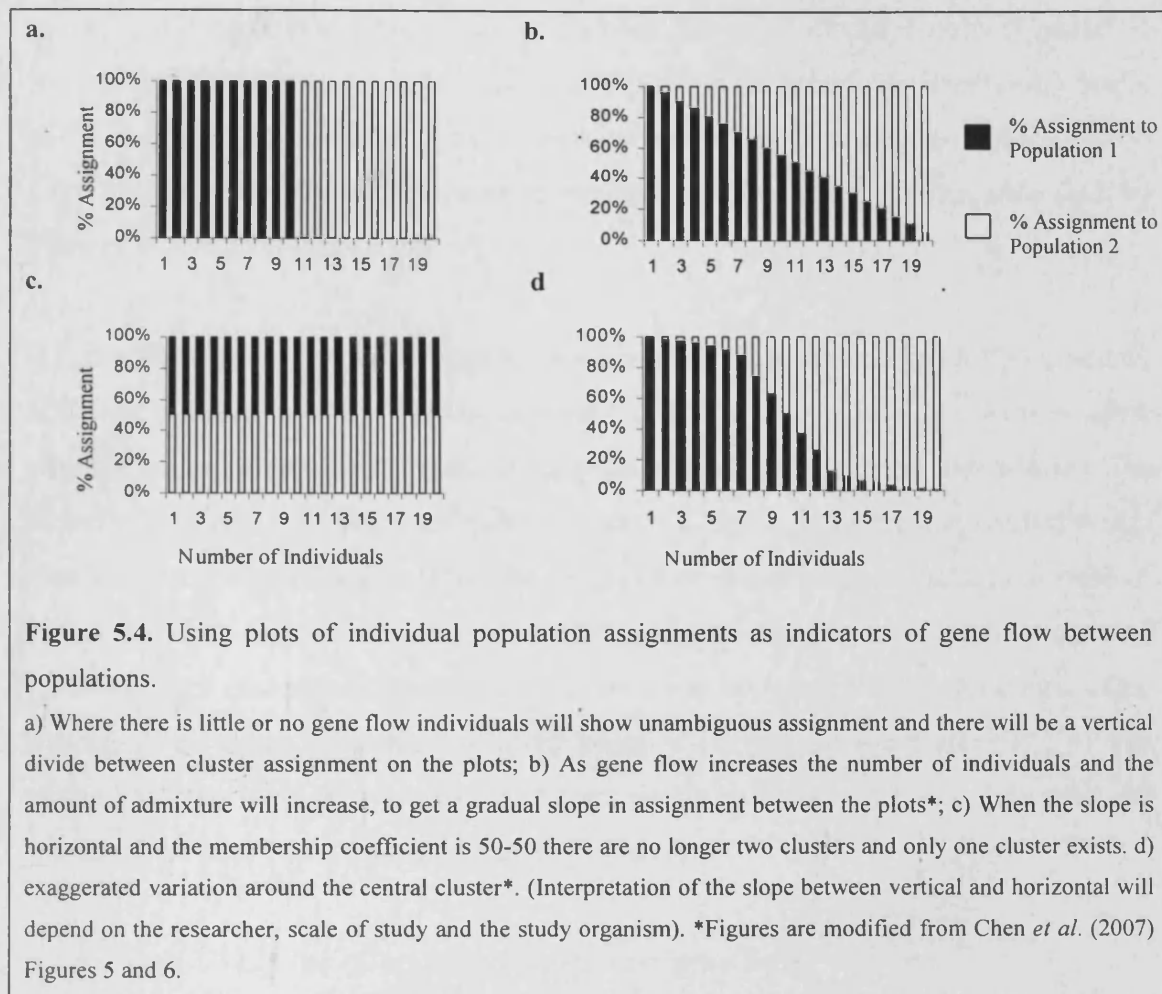 a.
b.
100%
80%
60%
40%
20%
0%
% Assignment
1 3 5 7 9 11 13 15 17 19
100%
80%
60%
40%
20%
0%
1 3 5 7 9 11 13 15 17 19
% Assignment to
Population 1
% Assignment to
Population 2
c.
d
100%
80%
60%
40%
20%
0%
% Assignment
1 3 5 7 9 11 13 15 17 19
Number of Individuals
100%
80%
60%
40%
20%
0%
1 3 5 7 9 11 13 15 17 19
Number of Individuals
Figure 5.4. Using plots of individual population assignments as indicators of gene flow between
populations.
a) Where there is little or no gene flow individuals will show unambiguous assignment and there will be a vertical
divide between cluster assignment on the plots; b) As gene flow increases the number of individuals and the
amount of admixture will increase, to get a gradual slope in assignment between the plots*; c) When the slope is
horizontal and the membership coefficient is 50-50 there are no longer two clusters and only one cluster exists. d)
exaggerated variation around the central cluster*. (Interpretation of the slope between vertical and horizontal will
depend on the researcher, scale of study and the study organism). *Figures are modified from Chen et al. (2007)
Figures 5 and 6.